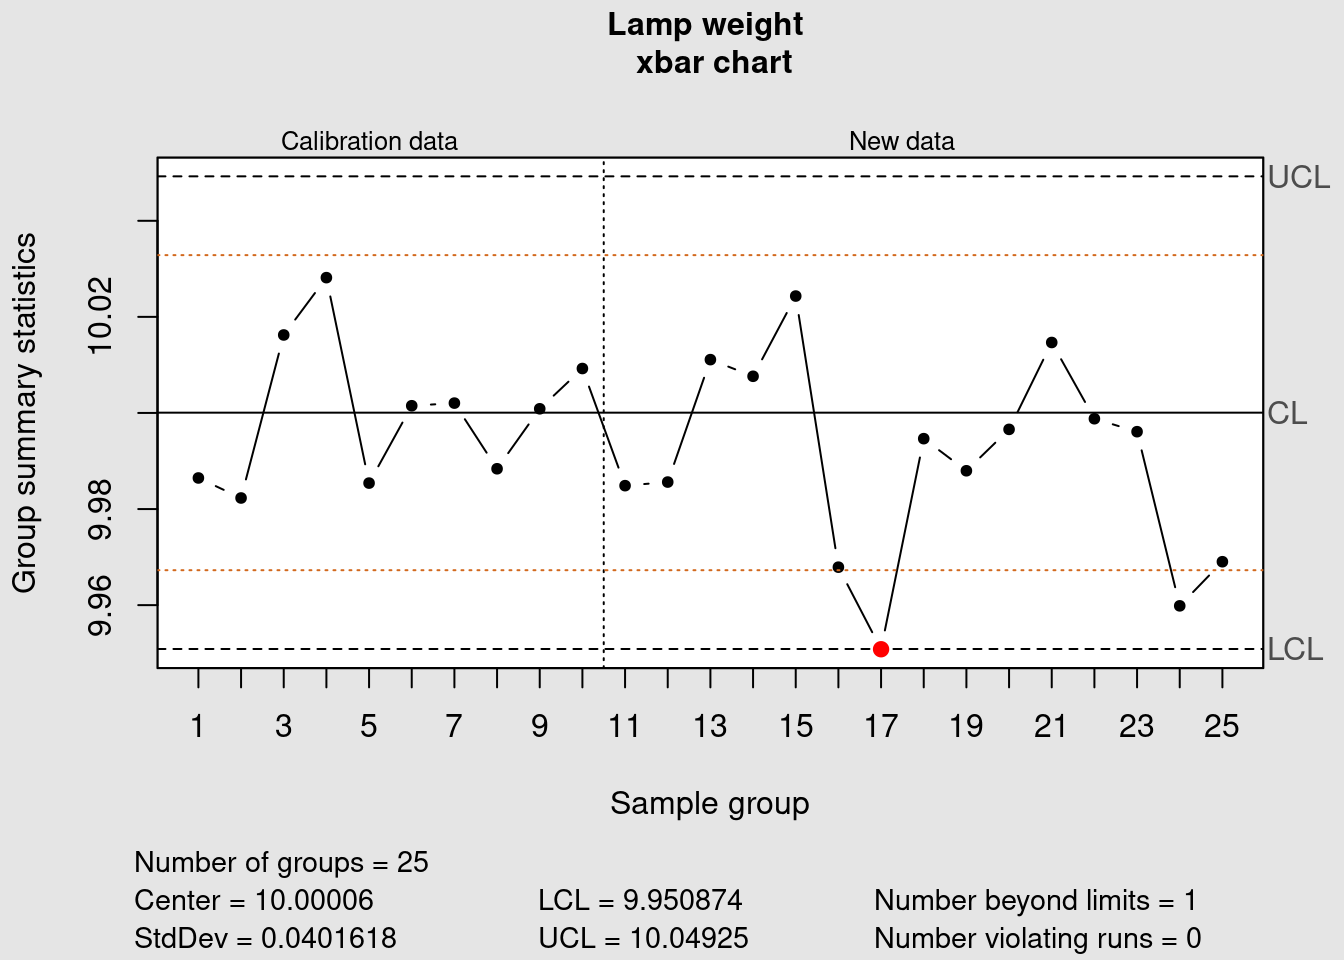 Lamp weight
xbar chart
Calibration data
New data
UCL
CL
LCL
Group summary statistics
10.02
9.98
9.96
1 3 5 7 9 11 13 15 17 19 21 23 25
Sample group
Number of groups = 25
Center = 10.00006
LCL = 9.950874
Number beyond limits = 1
StdDev = 0.0401618
UCL = 10.04925
Number violating runs = 0